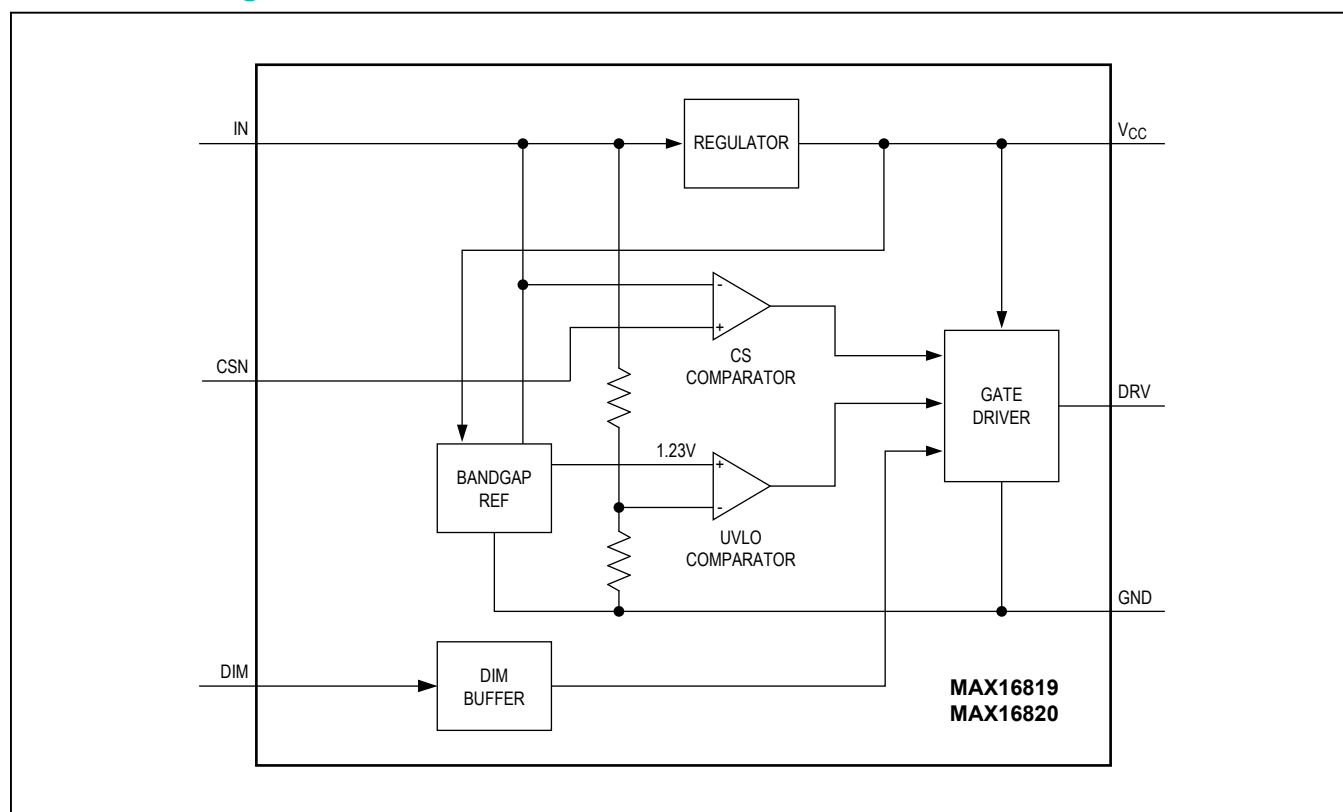 IN
REGULATOR
VCC
-
+
CS
COMPARATOR
CSN
GATE
DRIVER
DRV
1.23V
BANDGAP
REF
+
-
UVLO
COMPARATOR
GND
DIM
DIM
BUFFER
MAX16819
MAX16820